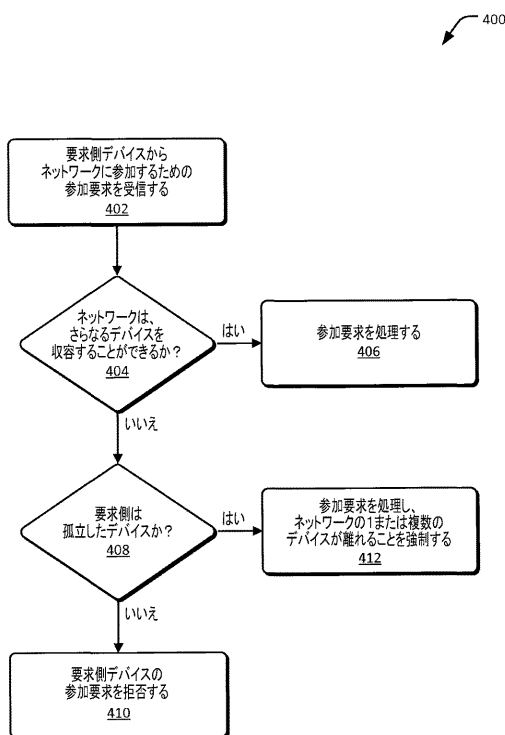 400
要求側デバイスから
ネットワークに参加するための
参加要求を受信する
402
ネットワークは、
さらなるデバイスを
収容することができるか？
404
はい
参加要求を処理する
406
いいえ
要求側は
孤立したデバイスか？
408
はい
参加要求を処理し、
ネットワークの1または複数の
デバイスが離れることを強制する
412
いいえ
要求側デバイスの
参加要求を拒否する
410